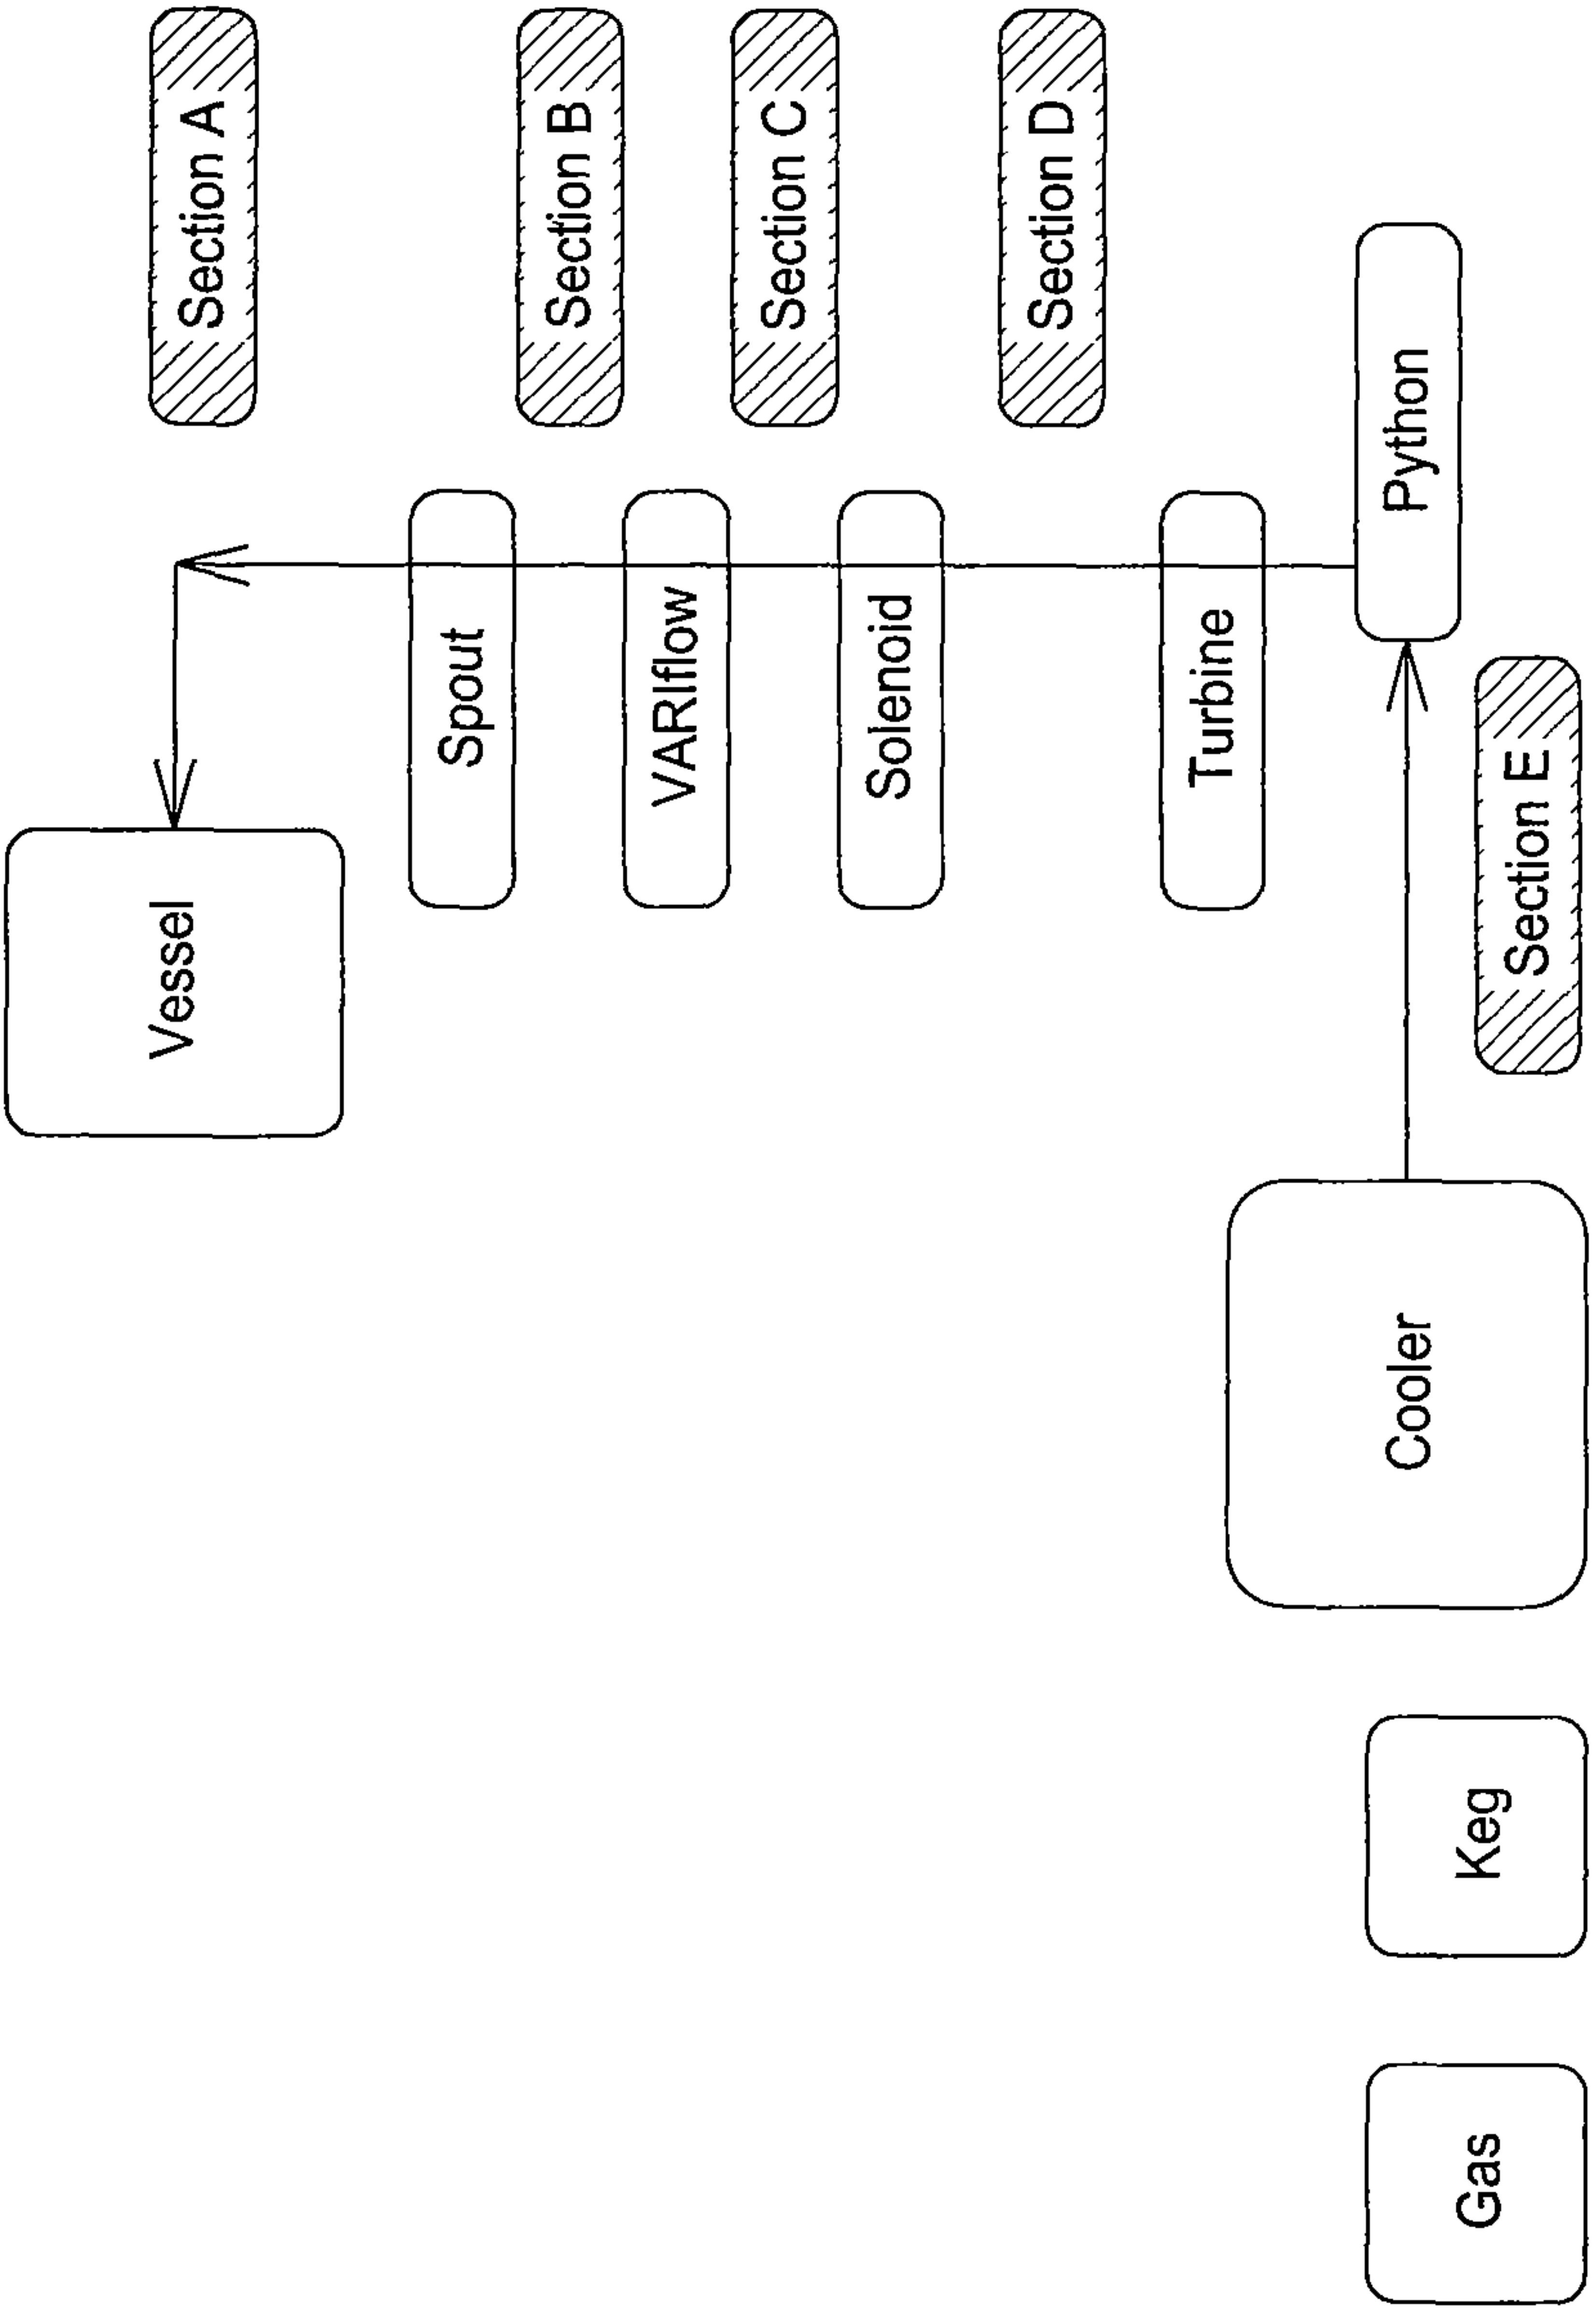 Vessel
Section A
Spout
Section B
VARIflow
Section C
Solenoid
Section D
Turbine
Gas
Keg
Cooler
Python
Section E